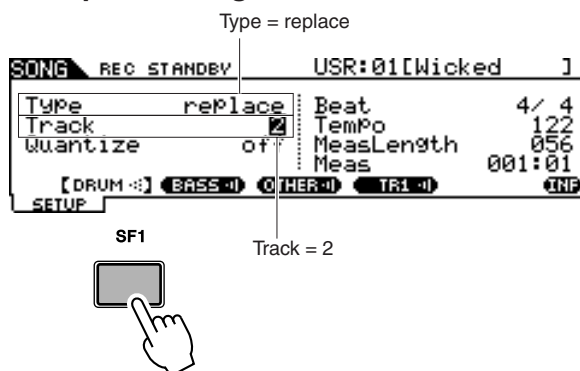 Type = replace
SONG REC STANDBY USR:01[Wicked ]
Type replace Beat 4/ 4
Track 2 Tempo 122
Quantize off MeasLength 056
Meas 001:01
[DRUM] BASS OTHER TR1 INF
SETUP
SF1
Track = 2